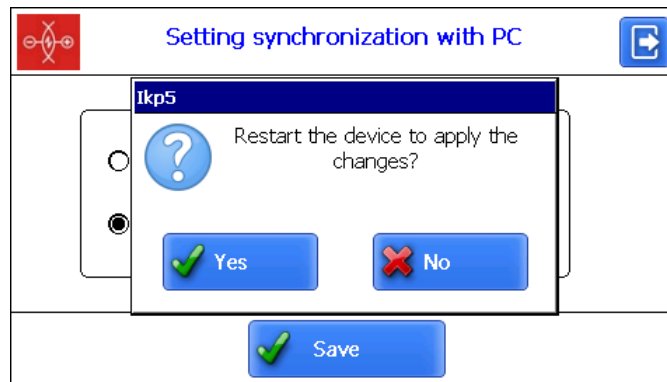 Setting synchronization with PC
Ikp5
Restart the device to apply the
changes?
Yes
No
Save